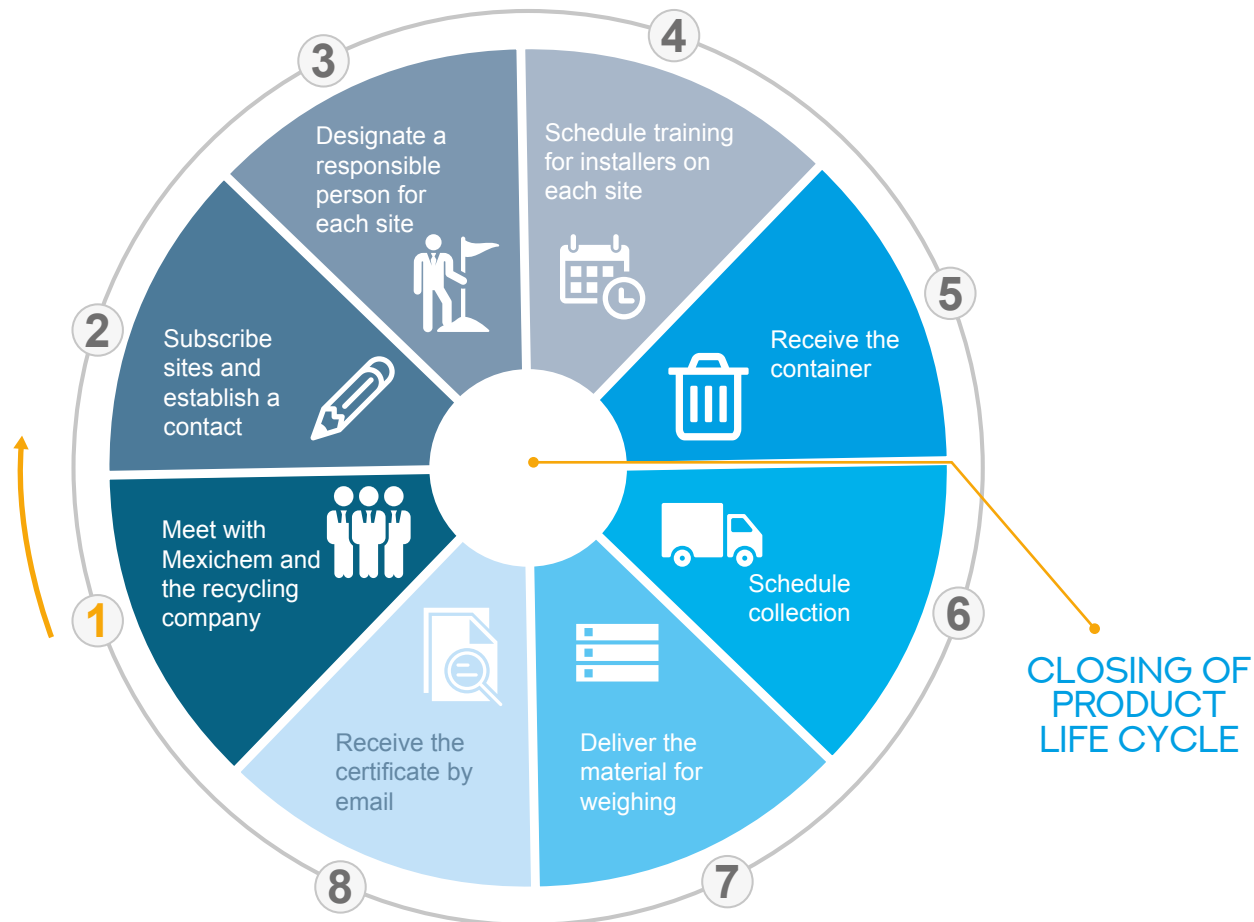 1
Meet with
Mexichem and
the recycling
company
2
Subscribe
sites and
establish a
contact
3
Designate a
responsible
person for
each site
4
Schedule training
for installers on
each site
5
Receive the
container
6
Schedule
collection
7
Deliver the
material for
weighing
8
Receive the
certificate by
email
CLOSING OF
PRODUCT
LIFE CYCLE